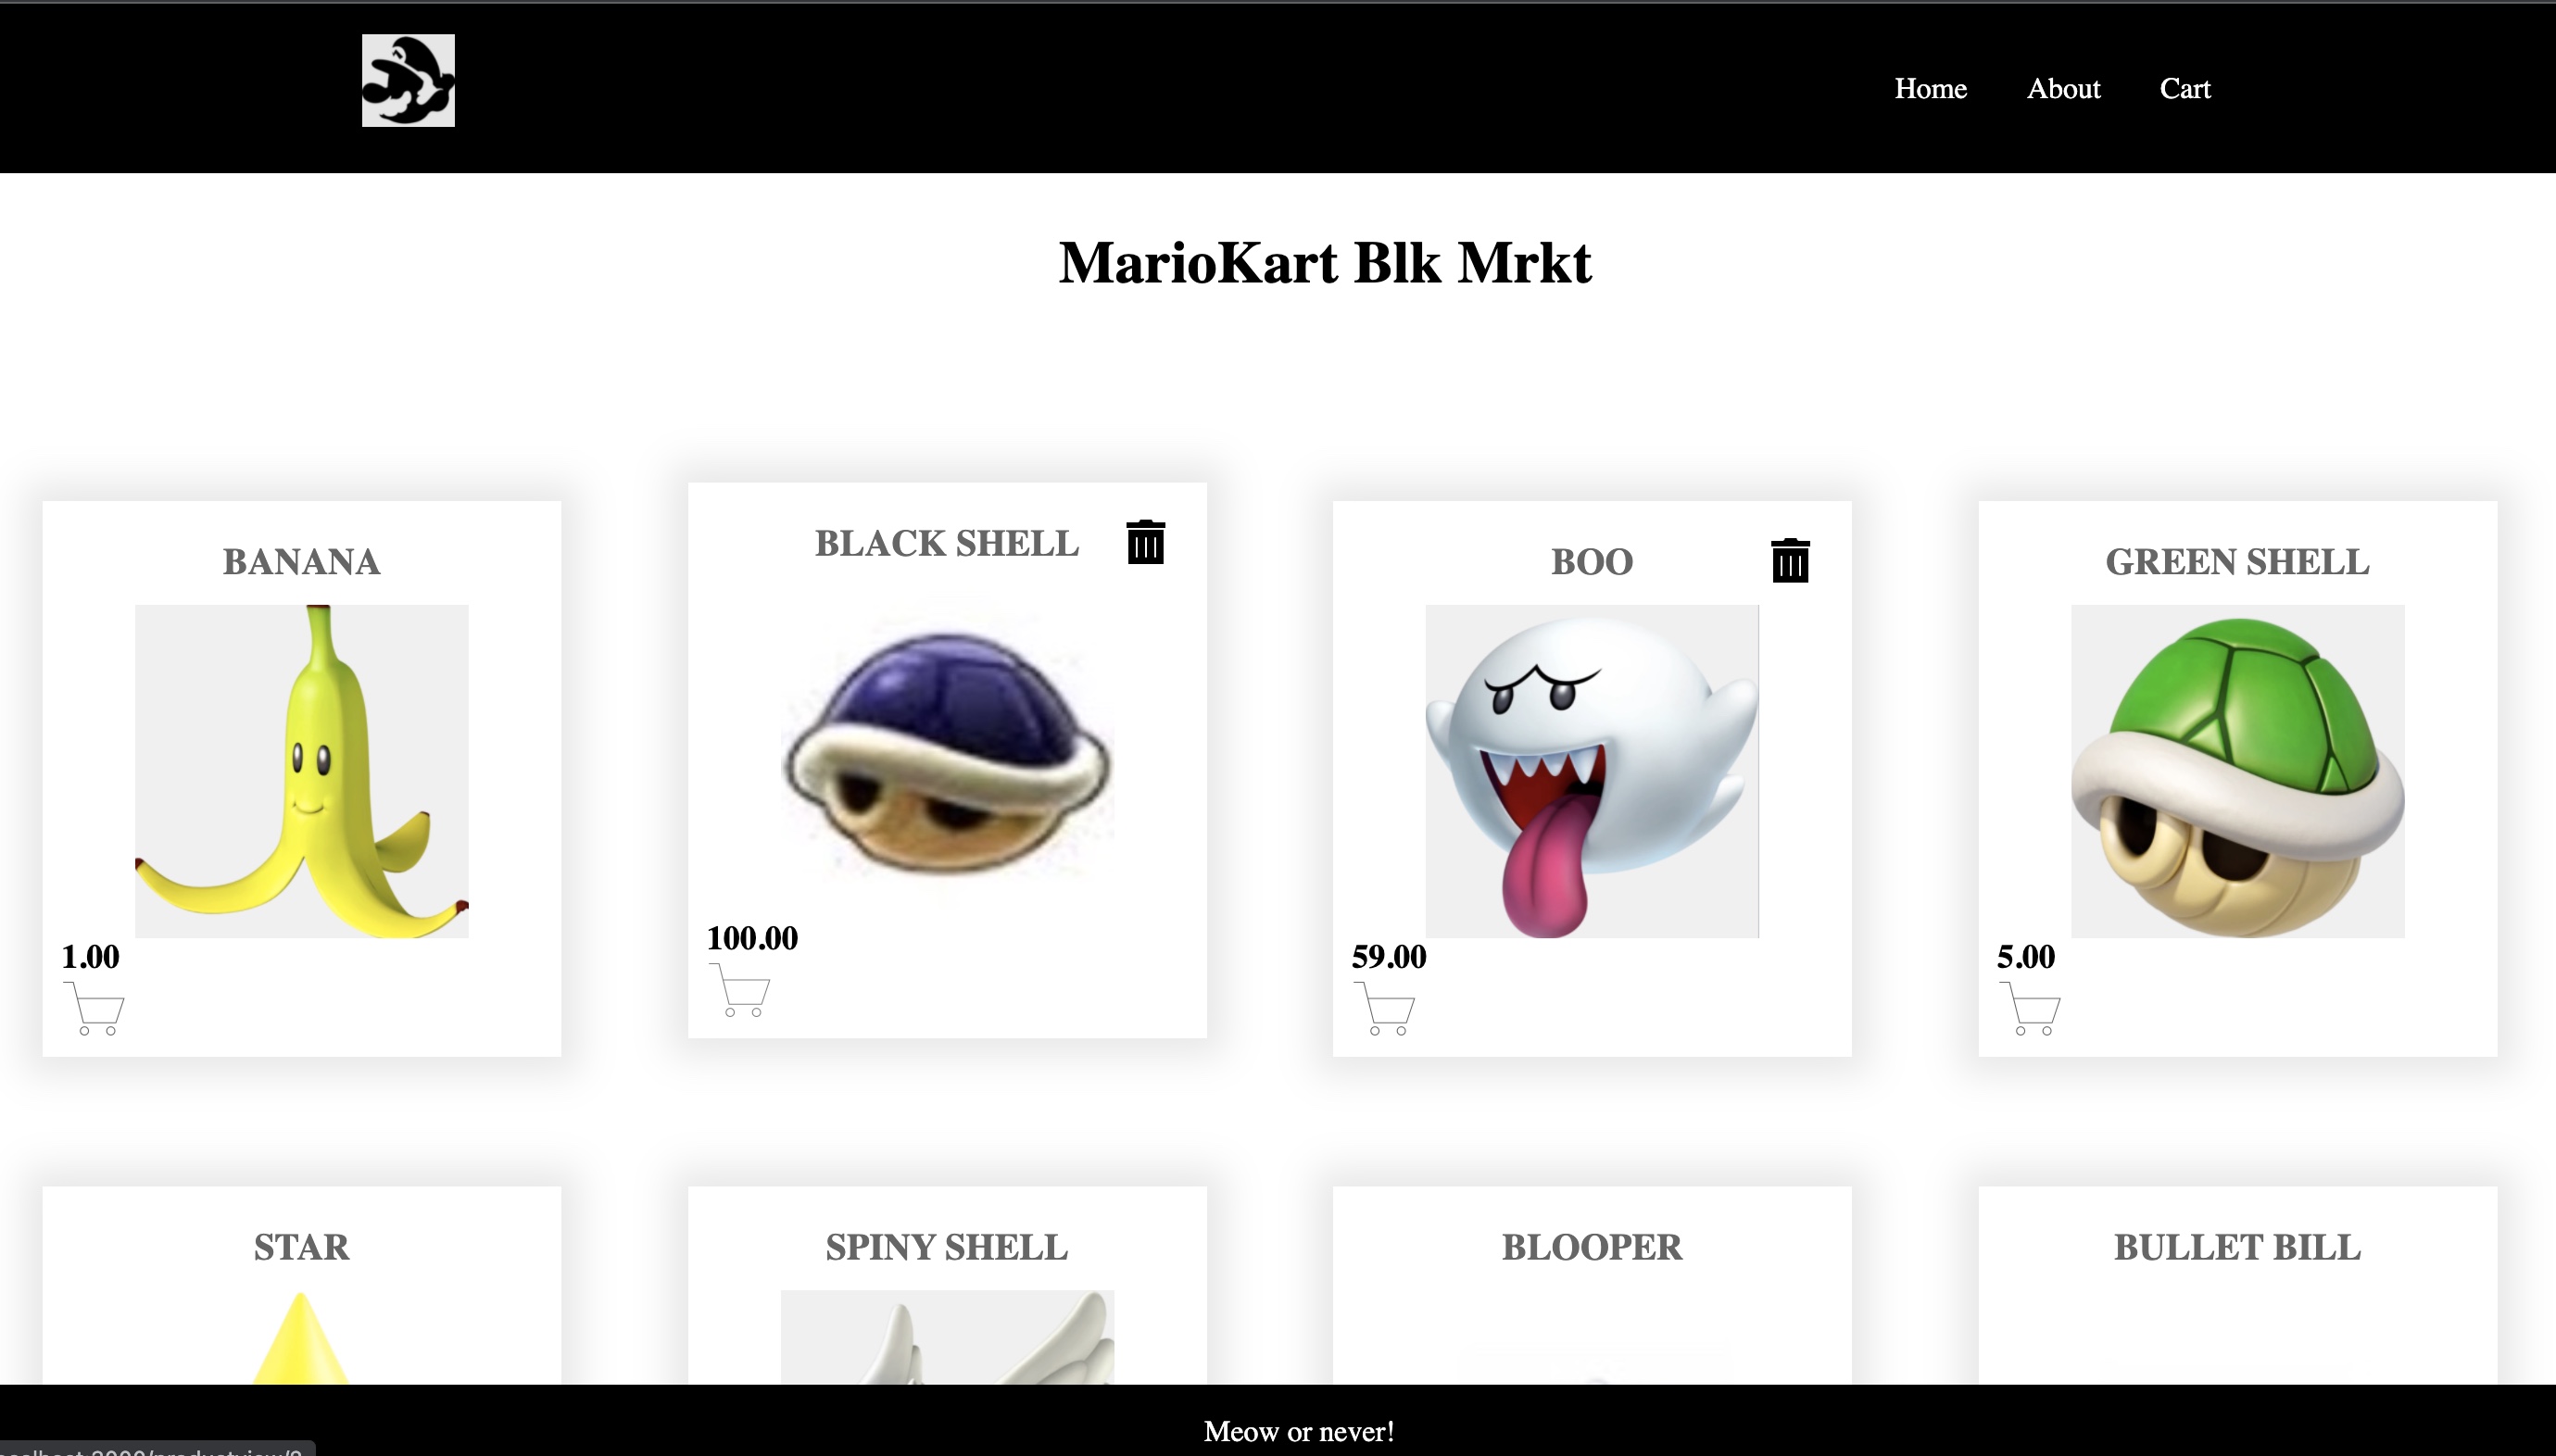 Home About Cart
MarioKart Blk Mrkt
BANANA
BLACK SHELL
BOO
GREEN SHELL
1.00
100.00
59.00
5.00
STAR
SPINY SHELL
BLOOPER
BULLET BILL
Meow or never!